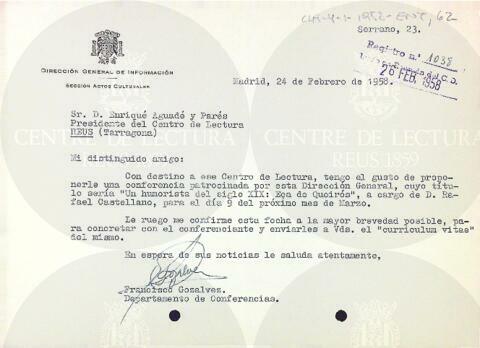 CLR-4-1-1952-ENT, 62
Serrano, 23.
Registro n.º 1038
26 FEB. 1958
DIRECCIÓN GENERAL DE INFORMACIÓN
SECCIÓN ACTOS CULTURALES
Madrid, 24 de Febrero de 1958.
Sr. D. Enriqué Aguadé y Parés
Presidente del Centro de Lectura
REUS (Tarragona)
CENTRE DE LECTURA
REUS 1859
CENTRE DE LECTURA
REUS 1859
Mi distinguido amigo:
Con destino a ese Centro de Lectura, tengo el gusto de propo-
nerle una conferencia patrocinada por esta Dirección General, cuyo títu-
lo sería "Un humorista del siglo XIX: Eça de Queirós", a cargo de D. Ra-
fael Castellano, para el día 9 del próximo mes de Marzo.
Le ruego me confirme esta fecha a la mayor brevedad posible, pa-
ra concretar con el conferenciante y enviarles a Vds. el "curriculum vitas"
del mismo.
En espera de sus noticias le saluda atentamente,
Francisco Gozalvez.
Departamento de Conferencias.